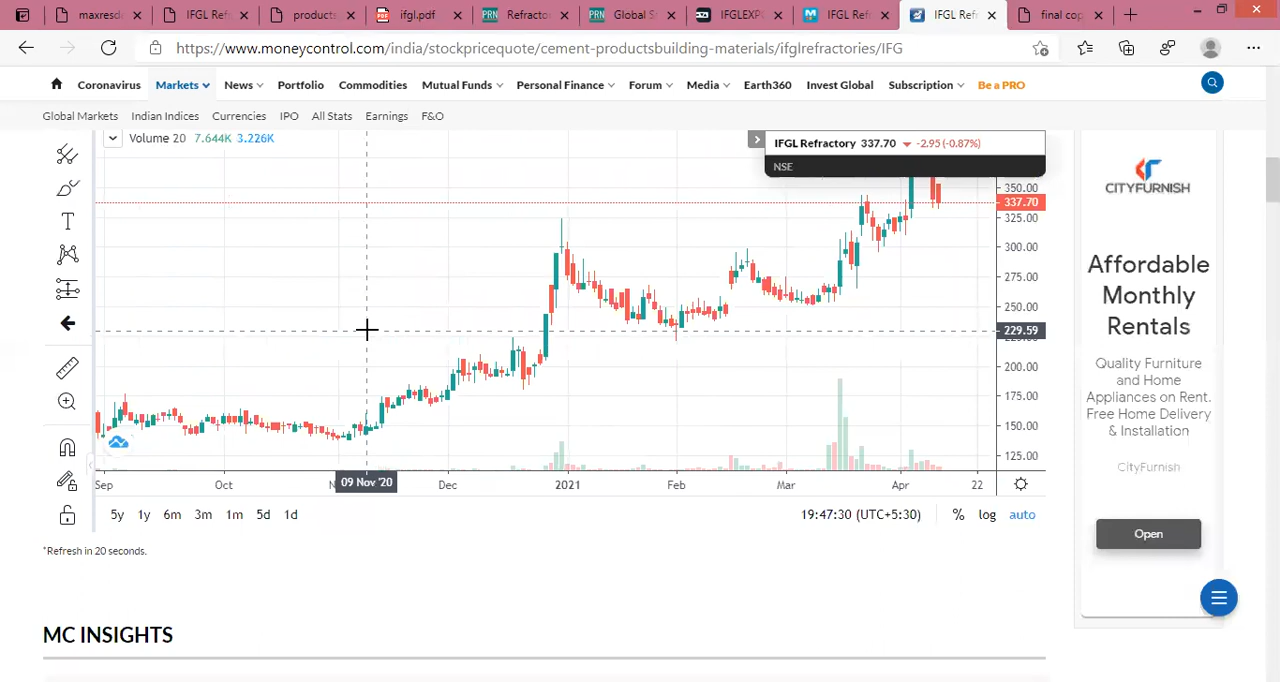 maxresde
IFGL Refr
products
ifgl.pdf
Refracto
Global S
IFGLEXP
IFGL Ref
IFGL Ref
final cop
https://www.moneycontrol.com/india/stockpricequote/cement-productsbuilding-materials/ifglrefractories/IFG
Coronavirus Markets News Portfolio Commodities Mutual Funds Personal Finance Forum Media Earth360 Invest Global Subscription Be a PRO
Global Markets Indian Indices Currencies IPO All Stats Earnings F&O
Volume 20 7.644K 3.226K
IFGL Refractory 337.70 -2.95 (-0.87%)
NSE
350.00
337.70
325.00
300.00
275.00
250.00
229.59
200.00
175.00
150.00
125.00
Sep Oct 09 Nov '20 Dec 2021 Feb Mar Apr 22
5y 1y 6m 3m 1m 5d 1d 19:47:30 (UTC+5:30) % log auto
*Refresh in 20 seconds.
MC INSIGHTS
CITYFURNISH
Affordable
Monthly
Rentals
Quality Furniture
and Home
Appliances on Rent.
Free Home Delivery
& Installation
CityFurnish
Open